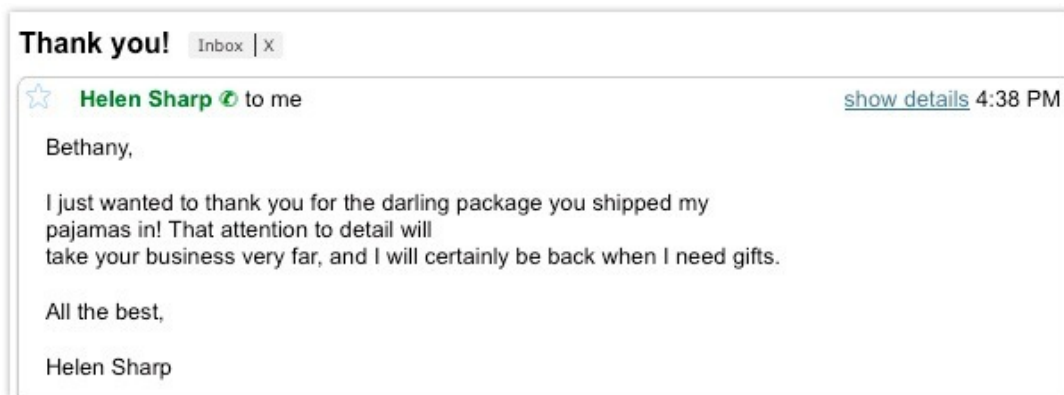 Thank you! Inbox | X
Helen Sharp to me show details 4:38 PM
Bethany,
I just wanted to thank you for the darling package you shipped my
pajamas in! That attention to detail will
take your business very far, and I will certainly be back when I need gifts.
All the best,
Helen Sharp